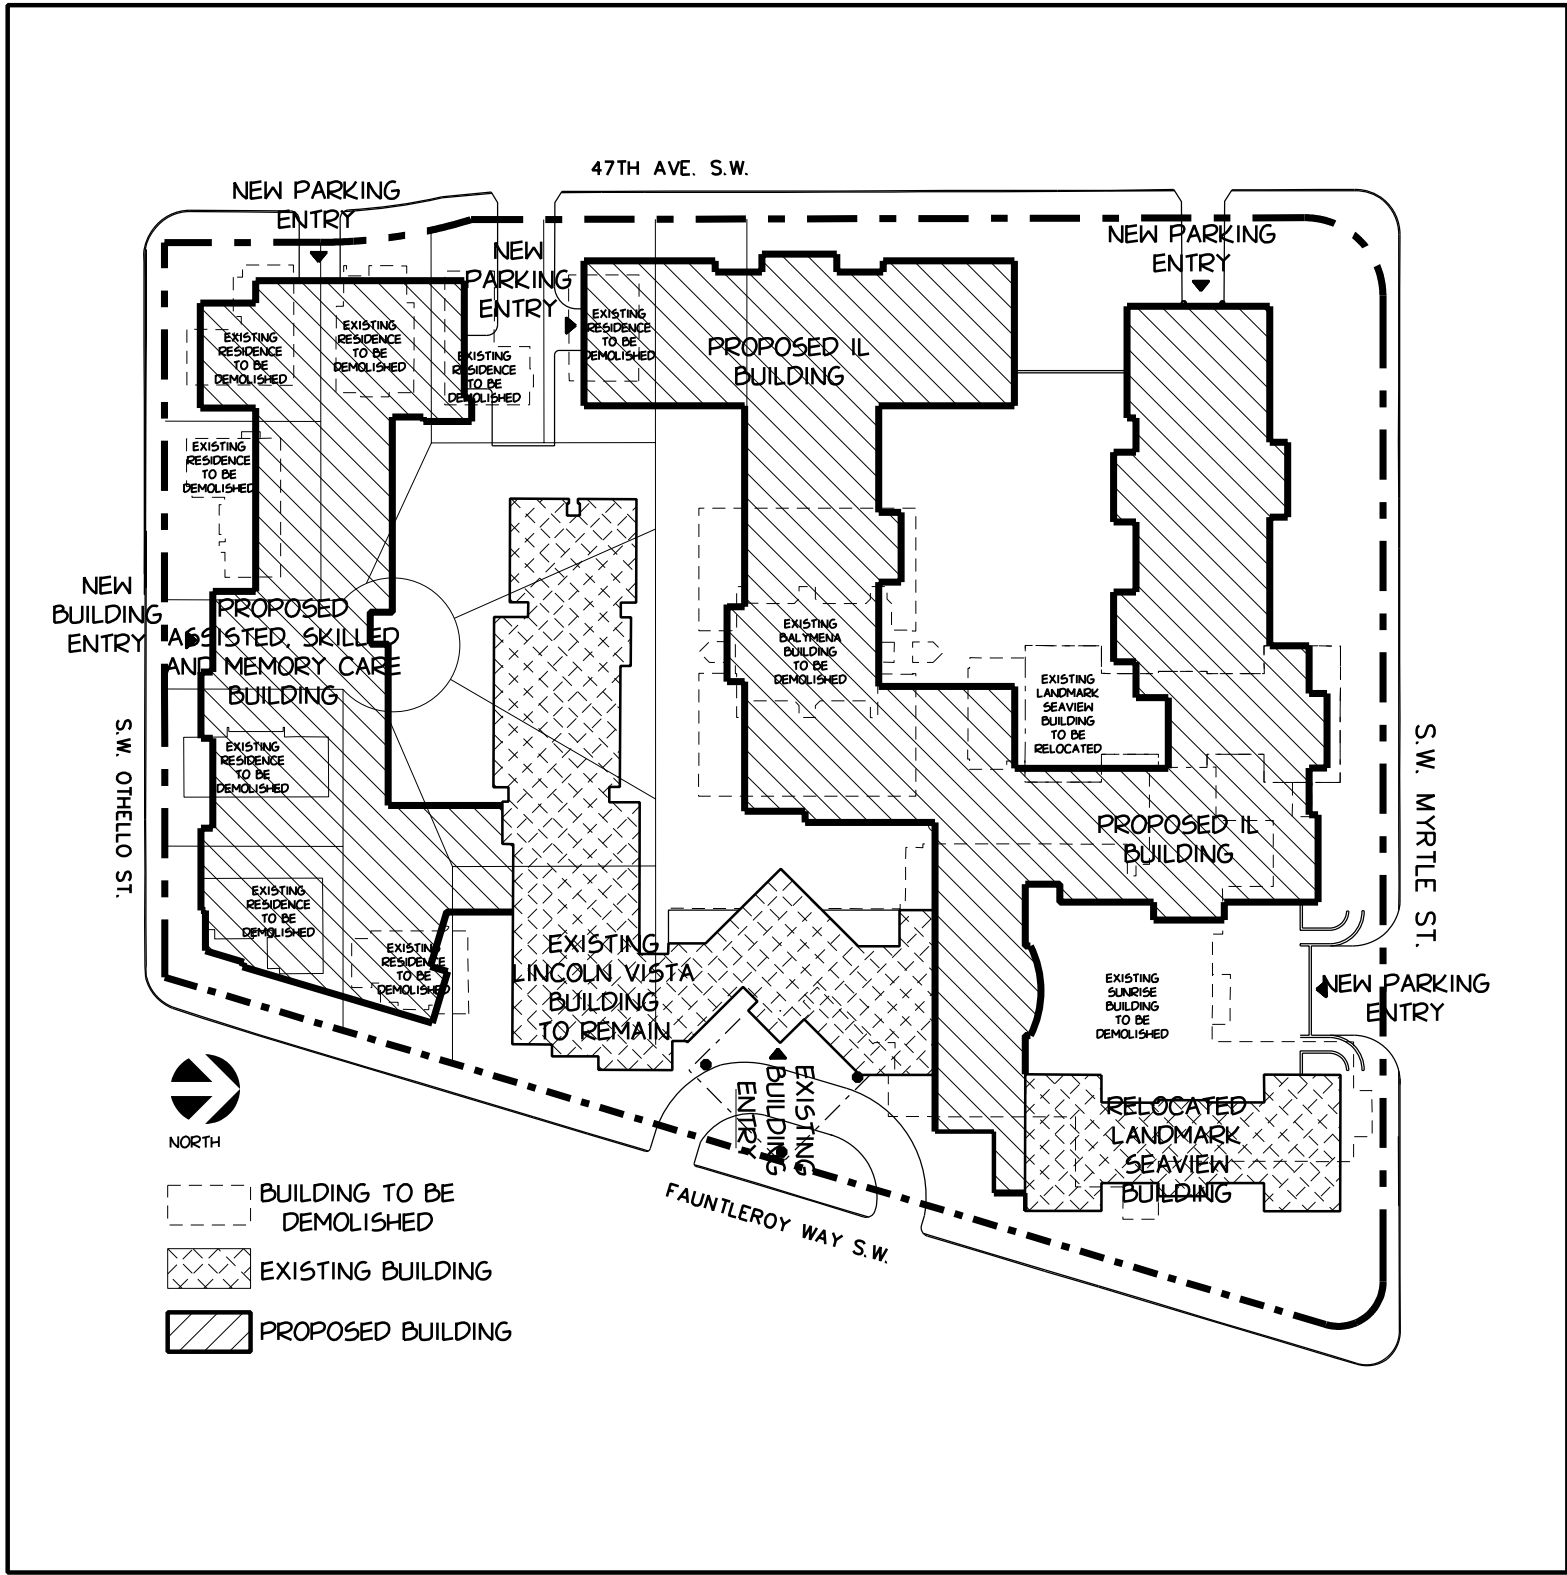 47TH AVE. S.W.
NEW PARKING
ENTRY
NEW
PARKING
ENTRY
NEW PARKING
ENTRY
EXISTING
RESIDENCE
TO BE
DEMOLISHED
EXISTING
RESIDENCE
TO BE
DEMOLISHED
EXISTING
RESIDENCE
TO BE
DEMOLISHED
EXISTING
RESIDENCE
TO BE
DEMOLISHED
PROPOSED IL
BUILDING
EXISTING
RESIDENCE
TO BE
DEMOLISHED
NEW
BUILDING
ENTRY
PROPOSED
ASSISTED, SKILLED
AND MEMORY CARE
BUILDING
EXISTING
BALYMENA
BUILDING
TO BE
DEMOLISHED
EXISTING
LANDMARK
SEAVIEW
BUILDING
TO BE
RELOCATED
S.W. OTHELLO ST.
S.W. MYRTLE ST.
EXISTING
RESIDENCE
TO BE
DEMOLISHED
PROPOSED IL
BUILDING
EXISTING
RESIDENCE
TO BE
DEMOLISHED
EXISTING
RESIDENCE
TO BE
DEMOLISHED
EXISTING
LINCOLN VISTA
BUILDING
TO REMAIN
EXISTING
SUNRISE
BUILDING
TO BE
DEMOLISHED
NEW PARKING
ENTRY
EXISTING
BUILDING
ENTRY
RELOCATED
LANDMARK
SEAVIEW
BUILDING
NORTH
FAUNTLEROY WAY S.W.
BUILDING TO BE
DEMOLISHED
EXISTING BUILDING
PROPOSED BUILDING